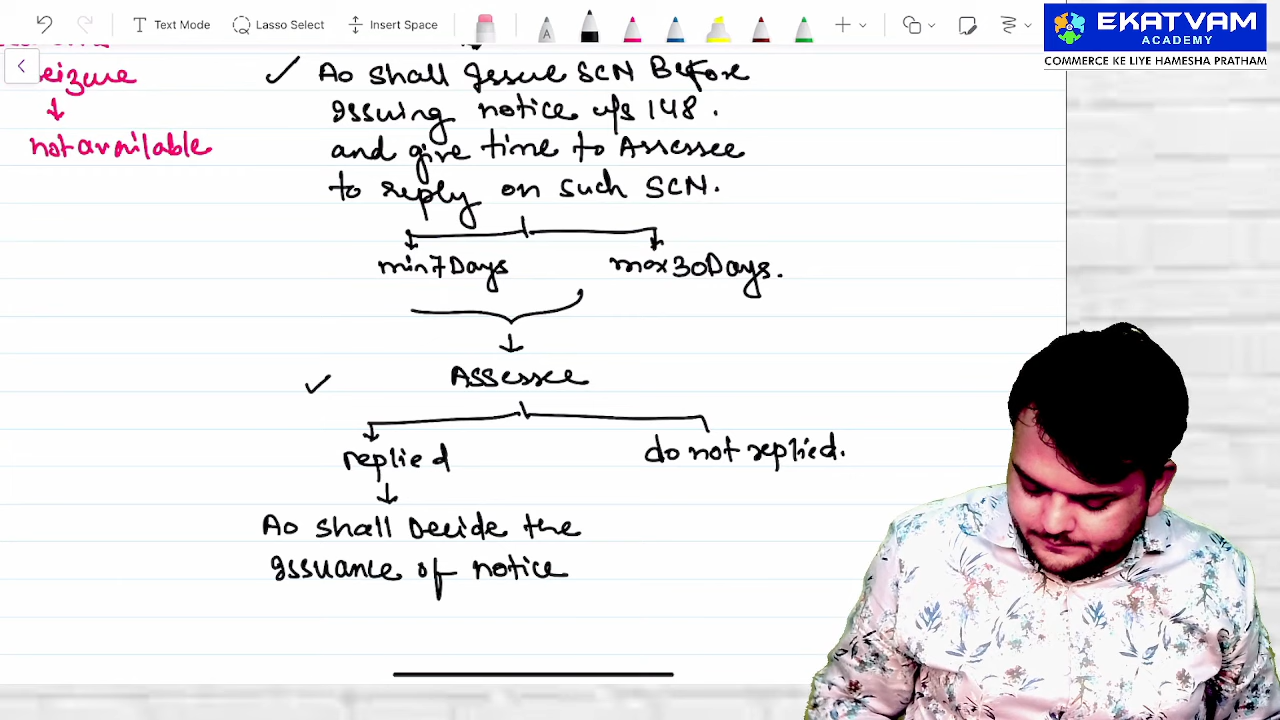 Text Mode
Lasso Select
Insert Space
A
EKATVAM
ACADEMY
COMMERCE KE LIYE HAMESHA PRATHAM
seizure
not available
AO shall Issue SCN Before
Issuing notice u/s 148.
and give time to Assessee
to reply on such SCN.
min 7 Days
max 30 Days.
Assessee
replied
do not replied.
AO shall Decide the
Issuance of notice